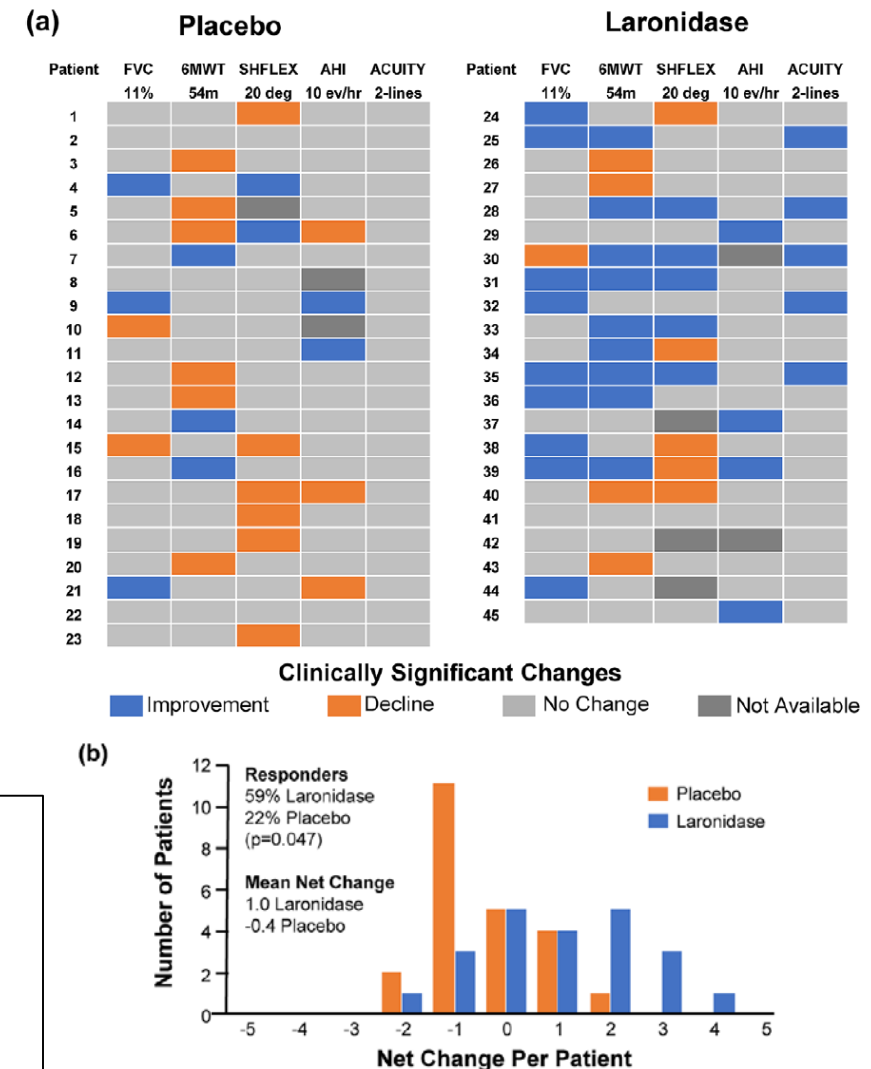 (a)
Placebo
Laronidase
Patient FVC 6MWT SHFLEX AHI ACUITY
11% 54m 20 deg 10 ev/hr 2-lines
1
2
3
4
5
6
7
8
9
10
11
12
13
14
15
16
17
18
19
20
21
22
23
Patient FVC 6MWT SHFLEX AHI ACUITY
11% 54m 20 deg 10 ev/hr 2-lines
24
25
26
27
28
29
30
31
32
33
34
35
36
37
38
39
40
41
42
43
44
45
Clinically Significant Changes
Improvement Decline No Change Not Available
(b)
Number of Patients
12
10
8
6
4
2
0
Responders
59% Laronidase
22% Placebo
(p=0.047)
Mean Net Change
1.0 Laronidase
-0.4 Placebo
Placebo
Laronidase
-5 -4 -3 -2 -1 0 1 2 3 4 5
Net Change Per Patient